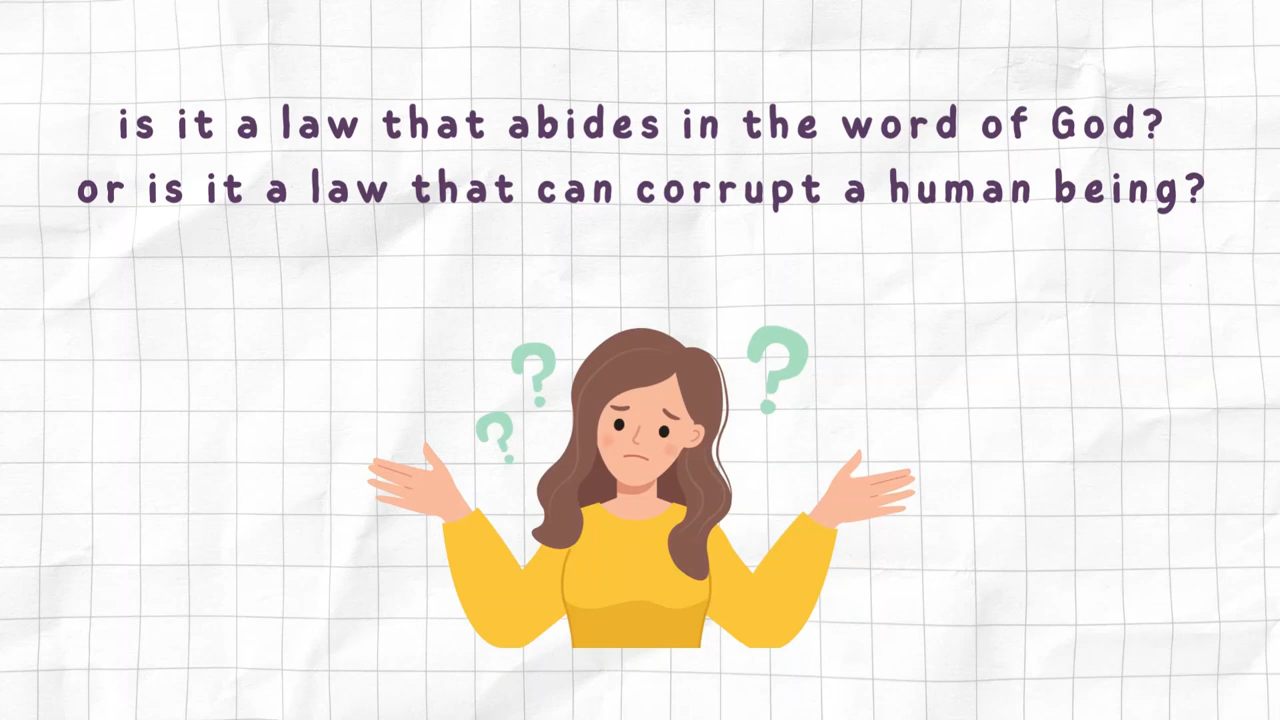 is it a law that abides in the word of God?
or is it a law that can corrupt a human being?